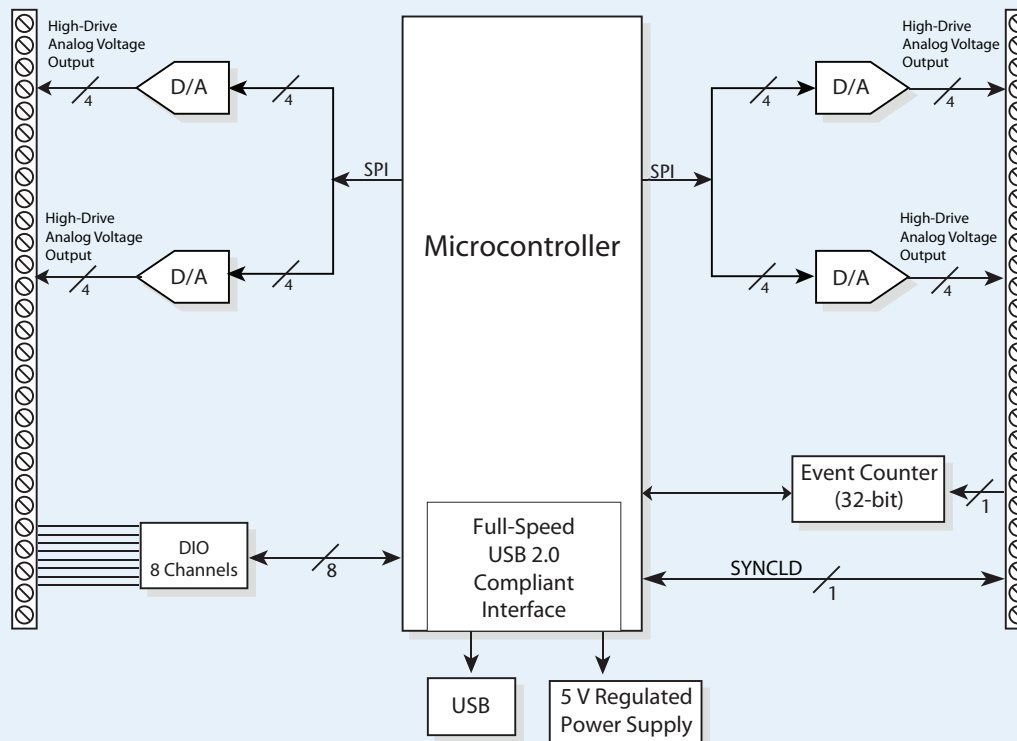 High-Drive
Analog Voltage
Output
4
D/A
4
SPI
High-Drive
Analog Voltage
Output
4
D/A
4
Microcontroller
SPI
4
D/A
High-Drive
Analog Voltage
Output
4
4
D/A
High-Drive
Analog Voltage
Output
4
Event Counter
(32-bit)
1
SYNCLD
1
DIO
8 Channels
8
Full-Speed
USB 2.0
Compliant
Interface
USB
5 V Regulated
Power Supply